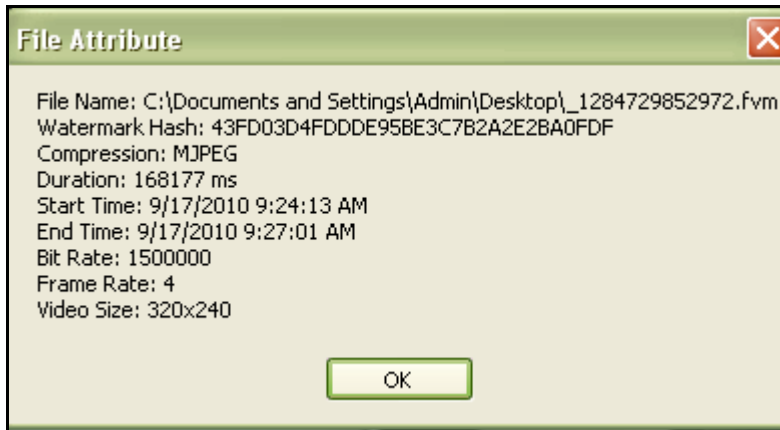 File Attribute
File Name: C:\Documents and Settings\Admin\Desktop\_1284729852972.fvm
Watermark Hash: 43FD03D4FDDDE95BE3C7B2A2E2BA0FDF
Compression: MJPEG
Duration: 168177 ms
Start Time: 9/17/2010 9:24:13 AM
End Time: 9/17/2010 9:27:01 AM
Bit Rate: 1500000
Frame Rate: 4
Video Size: 320x240
OK